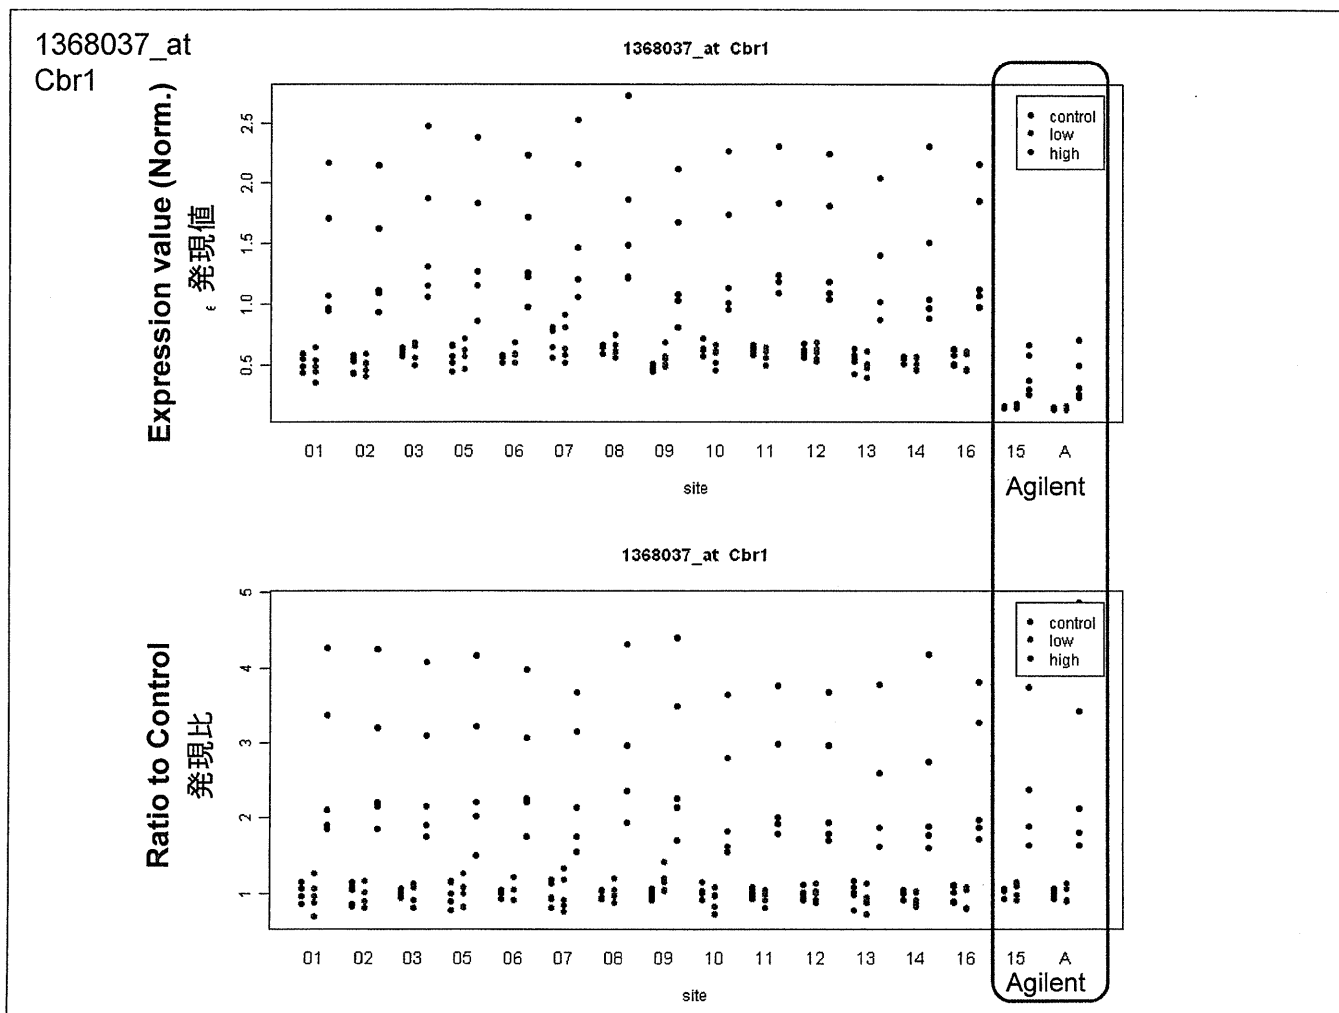 1368037_at
Cbr1
1368037_at Cbr1
Expression value (Norm.)
発現値
ε
2.5
2.0
1.5
1.0
0.5
control
low
high
01 02 03 05 06 07 08 09 10 11 12 13 14 16 15 A
site
Agilent
1368037_at Cbr1
Ratio to Control
発現比
5
4
3
2
1
control
low
high
01 02 03 05 06 07 08 09 10 11 12 13 14 16 15 A
site
Agilent